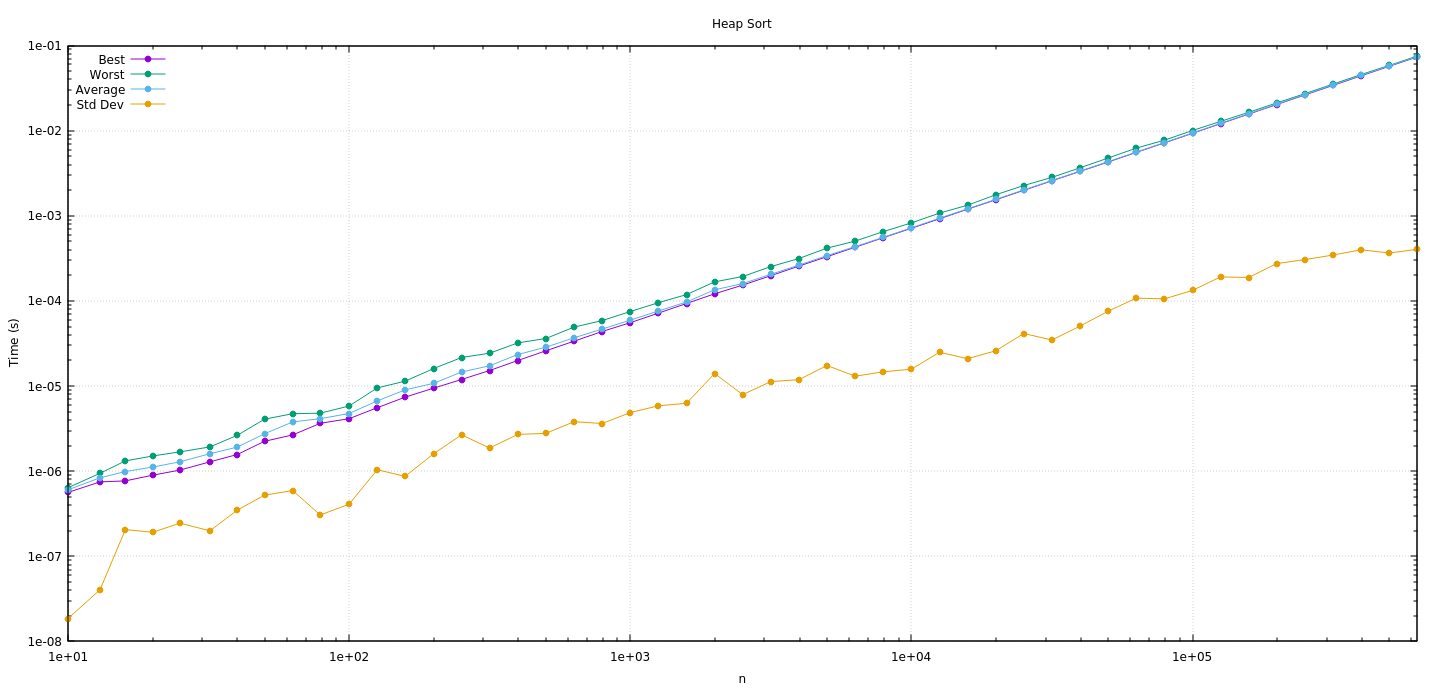 Heap Sort
Best
Worst
Average
Std Dev
1e-01
1e-02
1e-03
1e-04
1e-05
1e-06
1e-07
1e-08
Time (s)
1e+01 1e+02 1e+03 1e+04 1e+05
n